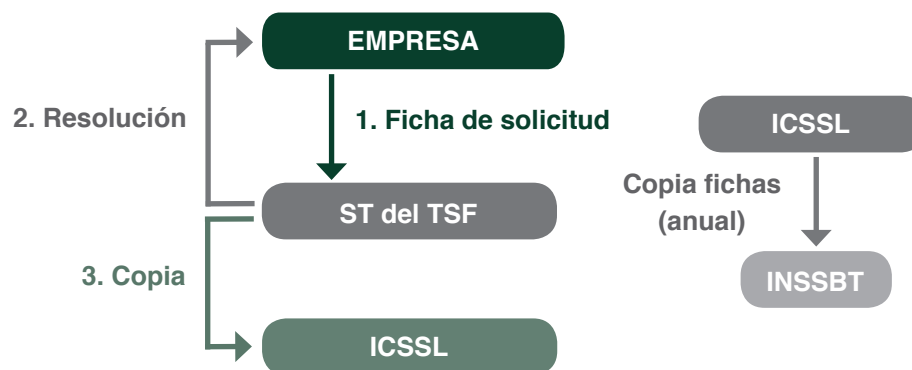 EMPRESA
2. Resolución
1. Ficha de solicitud
ST del TSF
3. Copia
ICSSL
ICSSL
Copia fichas
(anual)
INSSBT